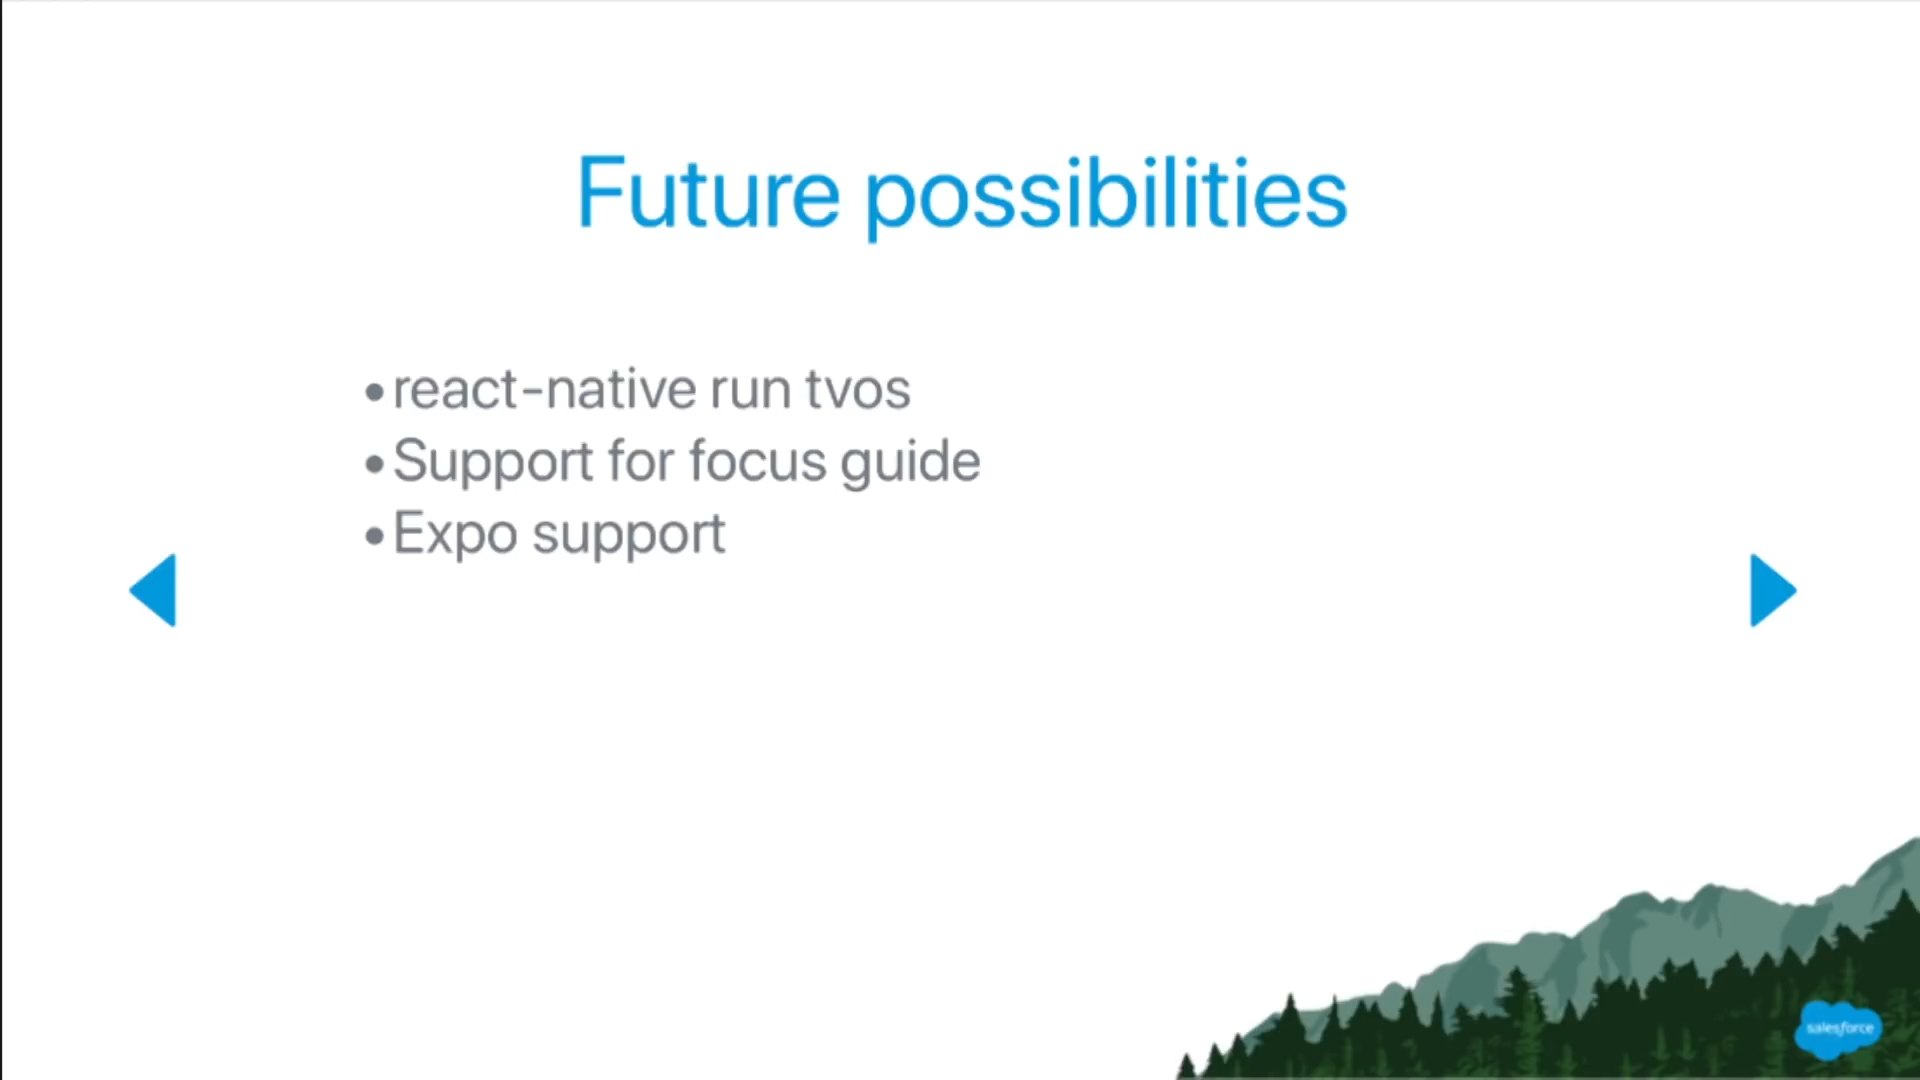 Future possibilities
•react-native run tvos
•Support for focus guide
•Expo support
salesforce